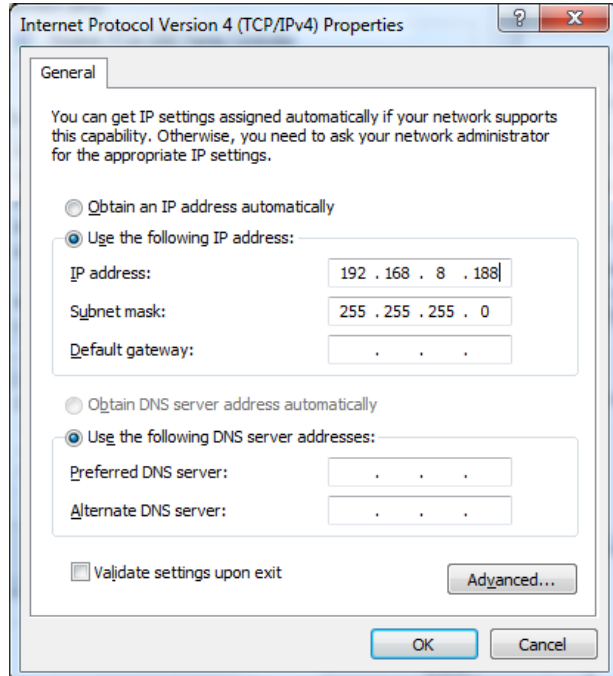 Internet Protocol Version 4 (TCP/IPv4) Properties
General
You can get IP settings assigned automatically if your network supports
this capability. Otherwise, you need to ask your network administrator
for the appropriate IP settings.
Obtain an IP address automatically
Use the following IP address:
IP address: 192 . 168 . 8 . 188
Subnet mask: 255 . 255 . 255 . 0
Default gateway: . . .
Obtain DNS server address automatically
Use the following DNS server addresses:
Preferred DNS server: . . .
Alternate DNS server: . . .
Validate settings upon exit
Advanced...
OK Cancel